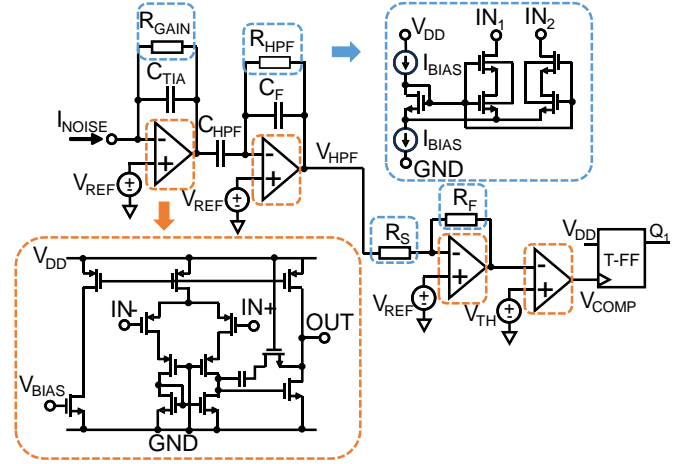 R_GAIN
C_TIA
I_NOISE
-
+
V_REF
C_HPF
R_HPF
C_F
-
+
V_REF
V_HPF
V_DD
IN_1
IN_2
I_BIAS
I_BIAS
GND
R_S
R_F
-
+
V_REF
-
+
V_TH
V_COMP
V_DD
T-FF
Q_1
V_DD
IN-
IN+
OUT
V_BIAS
GND